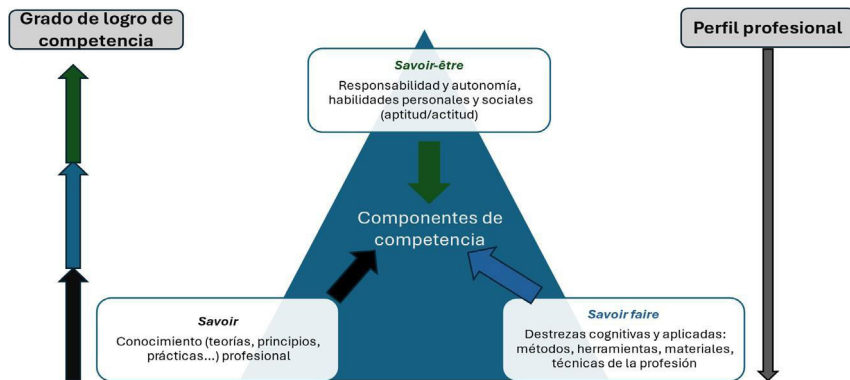 Grado de logro de
competencia
Perfil profesional
Savoir-être
Responsabilidad y autonomía,
habilidades personales y sociales
(aptitud/actitud)
Componentes de
competencia
Savoir
Conocimiento (teorías, principios,
prácticas...) profesional
Savoir faire
Destrezas cognitivas y aplicadas:
métodos, herramientas, materiales,
técnicas de la profesión